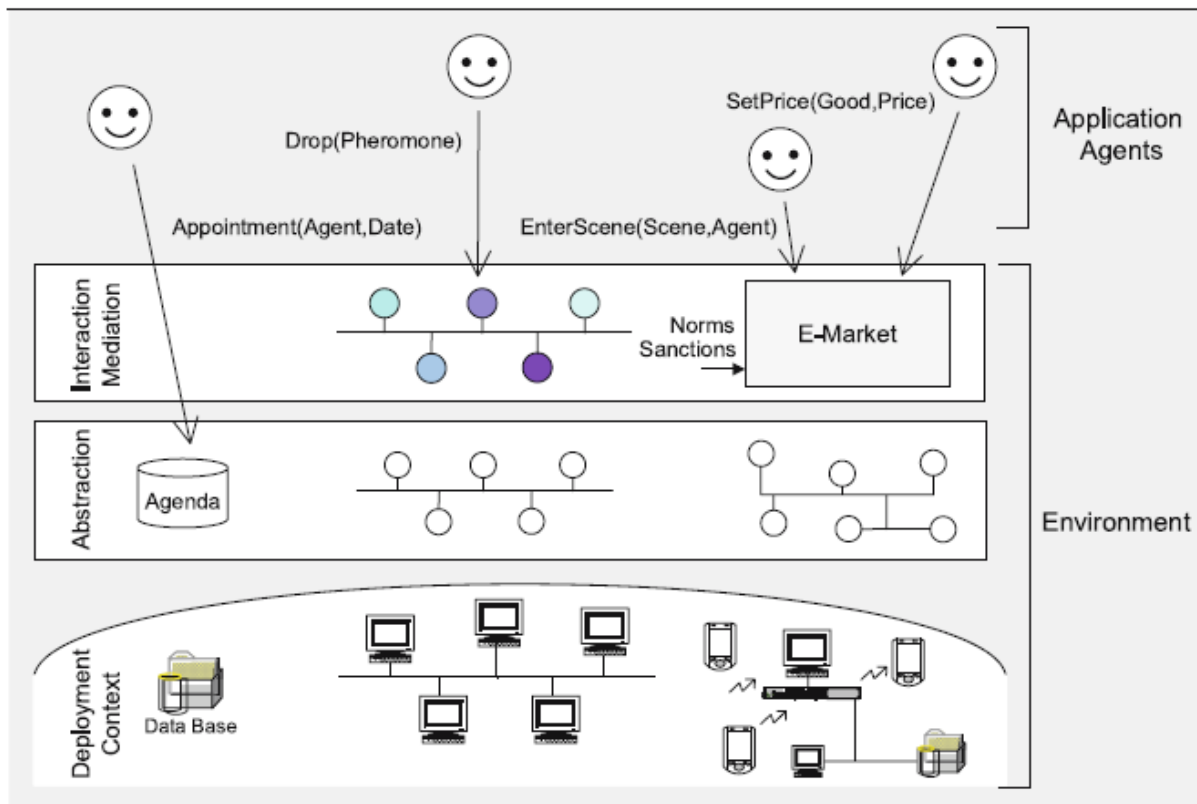 SetPrice(Good,Price)
Drop(Pheromone)
Application
Agents
Appointment(Agent,Date)
EnterScene(Scene,Agent)
Interaction
Mediation
Norms
Sanctions
E-Market
Abstraction
Agenda
Environment
Deployment
Context
Data Base